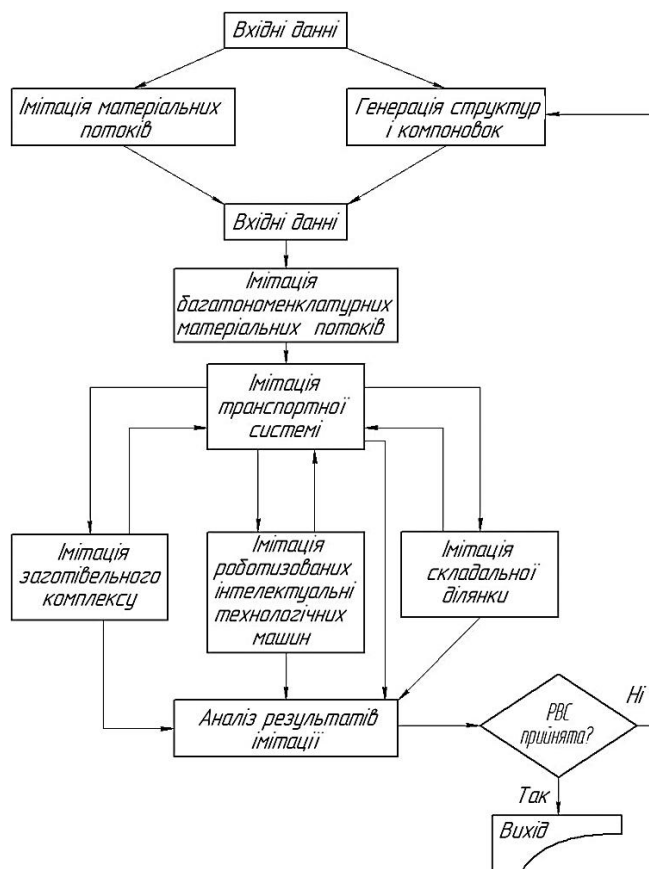 Вхідні данні
Імітація матеріальних
потоків
Генерація структур
і компоновок
Вхідні данні
Імітація
багатономенклатурних
матеріальних потоків
Імітація
транспортної
системі
Імітація
заготівельного
комплексу
Імітація
роботизованих
інтелектуальні
технологічних
машин
Імітація
складальної
ділянки
Аналіз результатів
імітації
РВС
прийнята?
Ні
Так
Вихід